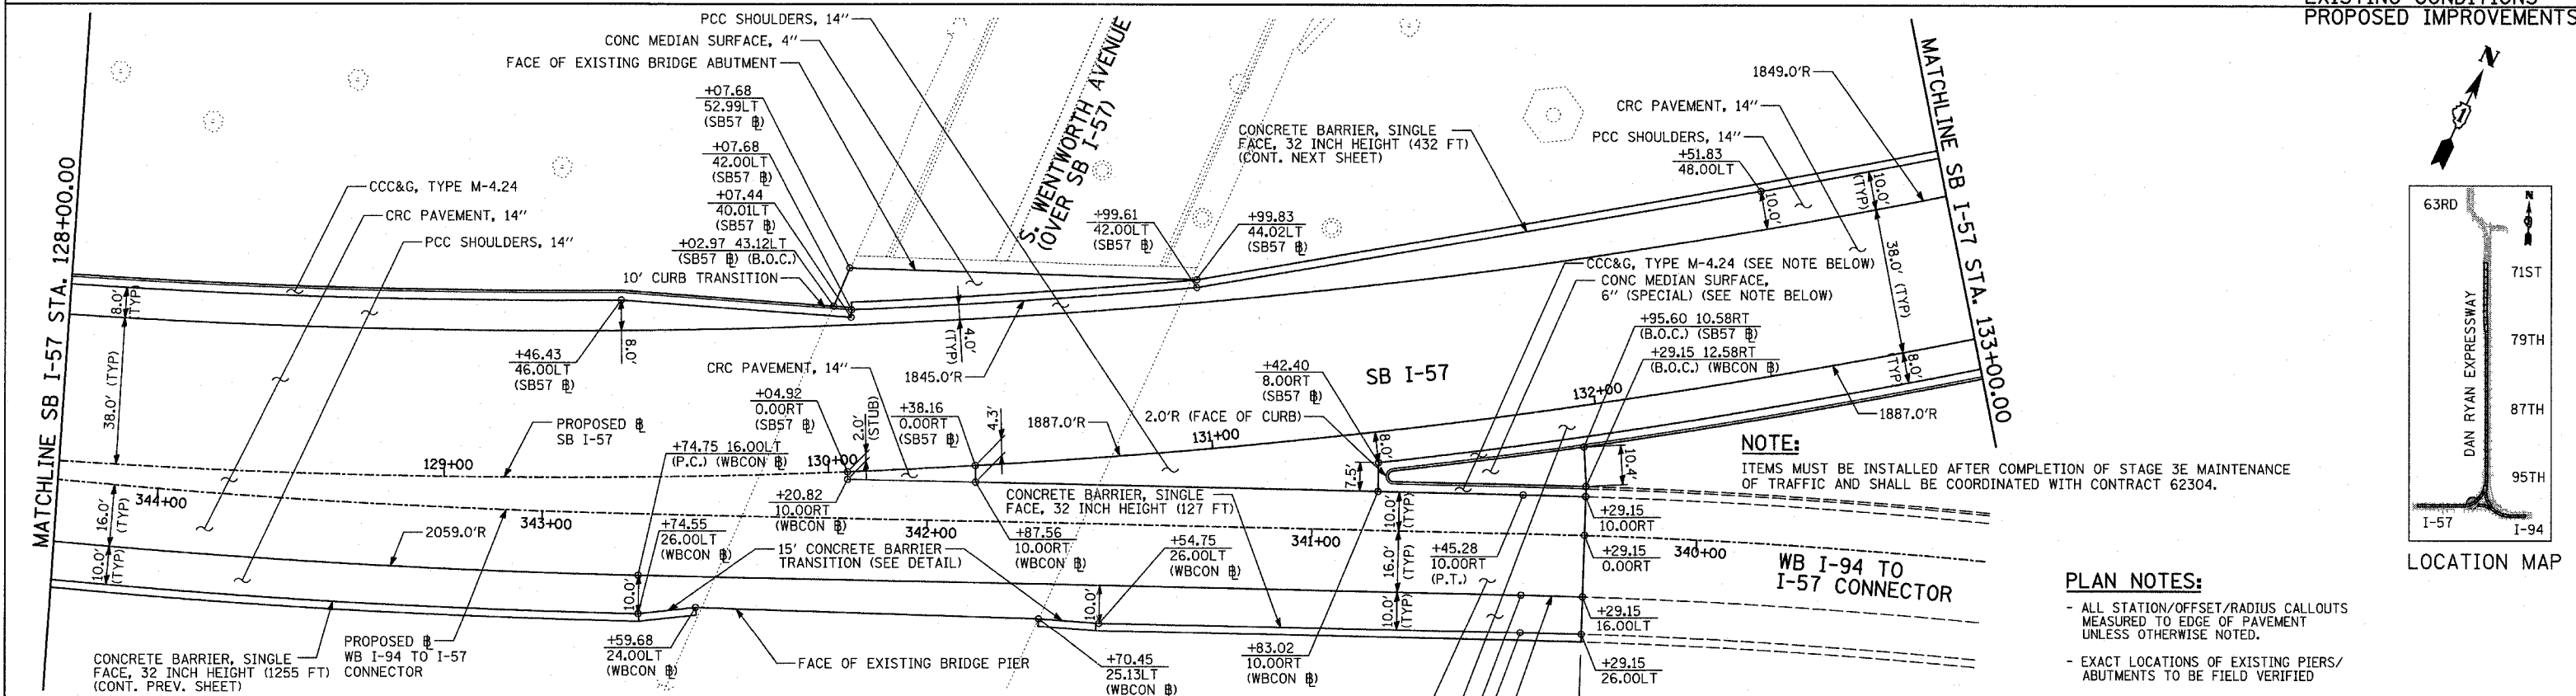 EXISTING CONDITIONS
PROPOSED IMPROVEMENTS
PCC SHOULDERS, 14"
CONC MEDIAN SURFACE, 4"
FACE OF EXISTING BRIDGE ABUTMENT
+07.68
52.99LT
(SB57 ℄)
+07.68
42.00LT
(SB57 ℄)
+07.44
40.01LT
(SB57 ℄)
+02.97 43.12LT
(SB57 ℄) (B.O.C.)
10' CURB TRANSITION
S. WENTWORTH AVENUE
(OVER SB I-57)
CCC&G, TYPE M-4.24
CRC PAVEMENT, 14"
PCC SHOULDERS, 14"
MATCHLINE SB I-57 STA. 128+00.00
8.0'
(TYP)
38.0' (TYP)
16.0'
(TYP)
10.0'
(TYP)
8.0'
+46.43
46.00LT
(SB57 ℄)
4.0'
(TYP)
1845.0'R
+99.61
42.00LT
(SB57 ℄)
+99.83
44.02LT
(SB57 ℄)
CONCRETE BARRIER, SINGLE
FACE, 32 INCH HEIGHT (432 FT)
(CONT. NEXT SHEET)
1849.0'R
CRC PAVEMENT, 14"
PCC SHOULDERS, 14"
+51.83
48.00LT
10.0'
10.0'
(TYP)
38.0' (TYP)
8.0'
(TYP)
MATCHLINE SB I-57 STA. 133+00.00
CCC&G, TYPE M-4.24 (SEE NOTE BELOW)
CONC MEDIAN SURFACE,
6" (SPECIAL) (SEE NOTE BELOW)
+95.60 10.58RT
(B.O.C.) (SB57 ℄)
+29.15 12.58RT
(B.O.C.) (WBCON ℄)
SB I-57
132+00
1887.0'R
+42.40
8.00RT
(SB57 ℄)
2.0'R (FACE OF CURB)
131+00
1887.0'R
CRC PAVEMENT, 14"
+04.92
0.00RT
(SB57 ℄)
2.0'
(STUB)
+38.16
0.00RT
(SB57 ℄)
4.3'
PROPOSED ℄
SB I-57
+74.75 16.00LT
(P.C.) (WBCON ℄)
129+00
130+00
344+00
343+00
342+00
341+00
340+00
2059.0'R
+20.82
10.00RT
(WBCON ℄)
+74.55
26.00LT
(WBCON ℄)
15' CONCRETE BARRIER
TRANSITION (SEE DETAIL)
+87.56
10.00RT
(WBCON ℄)
CONCRETE BARRIER, SINGLE
FACE, 32 INCH HEIGHT (127 FT)
+54.75
26.00LT
(WBCON ℄)
8.0'
7.5'
10.0'
(TYP)
16.0'
(TYP)
10.0'
(TYP)
10.0'
10.0'
10.4'
+45.28
10.00RT
(P.T.)
+29.15
10.00RT
+29.15
0.00RT
+29.15
16.00LT
+29.15
26.00LT
WB I-94 TO
I-57 CONNECTOR
CONCRETE BARRIER, SINGLE
FACE, 32 INCH HEIGHT (1255 FT)
(CONT. PREV. SHEET)
PROPOSED ℄
WB I-94 TO I-57
CONNECTOR
+59.68
24.00LT
(WBCON ℄)
FACE OF EXISTING BRIDGE PIER
+70.45
25.13LT
(WBCON ℄)
+83.02
10.00RT
(WBCON ℄)
NOTE:
ITEMS MUST BE INSTALLED AFTER COMPLETION OF STAGE 3E MAINTENANCE
OF TRAFFIC AND SHALL BE COORDINATED WITH CONTRACT 62304.
PLAN NOTES:
- ALL STATION/OFFSET/RADIUS CALLOUTS
MEASURED TO EDGE OF PAVEMENT
UNLESS OTHERWISE NOTED.
- EXACT LOCATIONS OF EXISTING PIERS/
ABUTMENTS TO BE FIELD VERIFIED
N
63RD
N
71ST
79TH
87TH
95TH
DAN RYAN EXPRESSWAY
I-57
I-94
LOCATION MAP